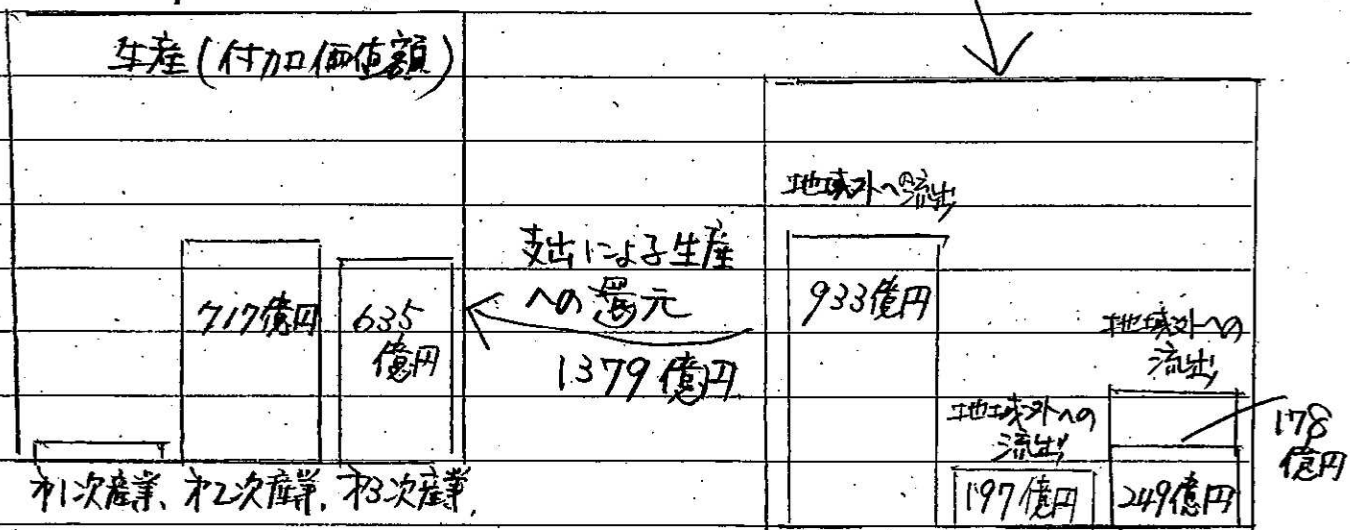 生産(付加価値額)
717億円
635
億円
第1次産業、第2次産業、第3次産業、
支出による生産
への還元
1379億円
地域外への流出
933億円
地域外への
流出
197億円
地域外への
流出
249億円
178
億円